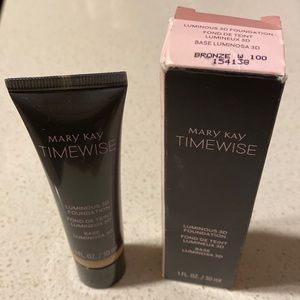 LUMINOUS 3D FOUNDATION
FOND DE TEINT
LUMINEUX 3D
BASE LUMINOSA 3D
BRONZE W 100
154138
MARY KAY
TIMEWISE
LUMINOUS 3D
FOUNDATION
FOND DE TEINT
LUMINEUX 3D
BASE
LUMINOSA 3D
1 FL. OZ. / 30 ml
MARY KAY
TIMEWISE
LUMINOUS 3D
FOUNDATION
FOND DE TEINT
LUMINEUX 3D
BASE
LUMINOSA 3D
1 FL. OZ. / 30 ml